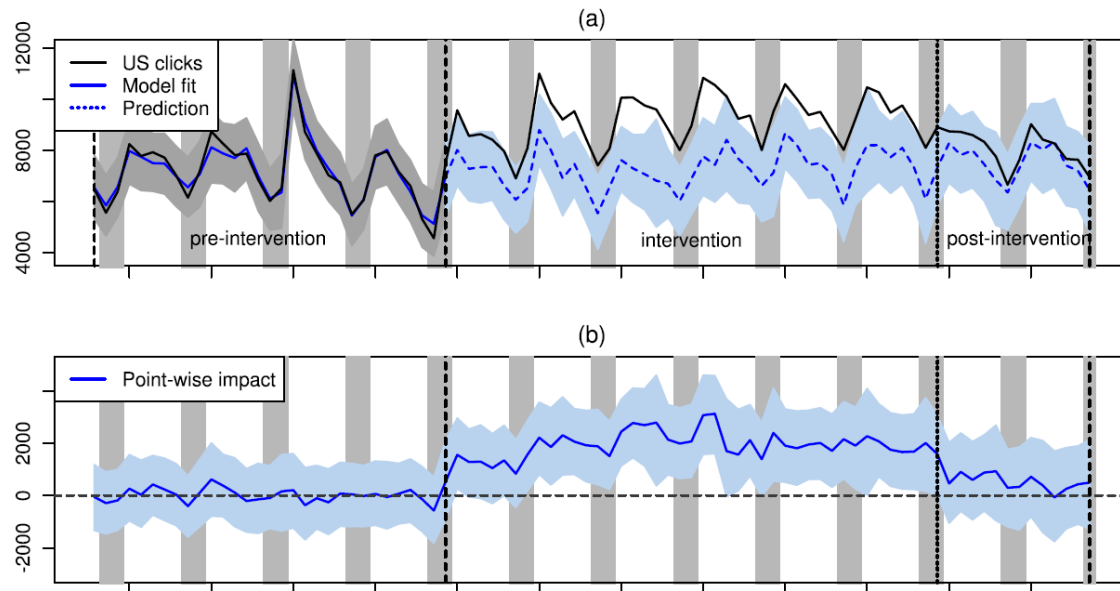 (a)
12000
8000
6000
4000
US clicks
Model fit
Prediction
pre-intervention
intervention
post-intervention
(b)
2000
0
-2000
Point-wise impact